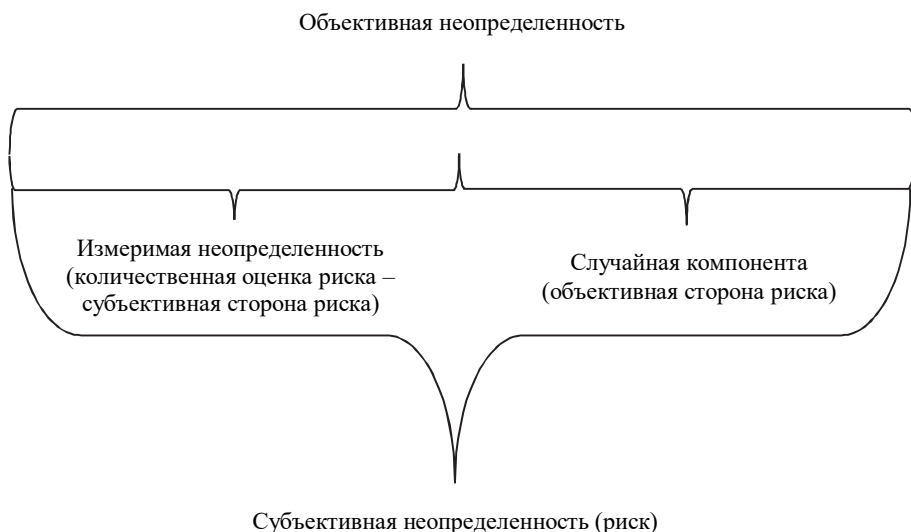 Объективная неопределенность
Измеримая неопределенность
(количественная оценка риска –
субъективная сторона риска)
Случайная компонента
(объективная сторона риска)
Субъективная неопределенность (риск)